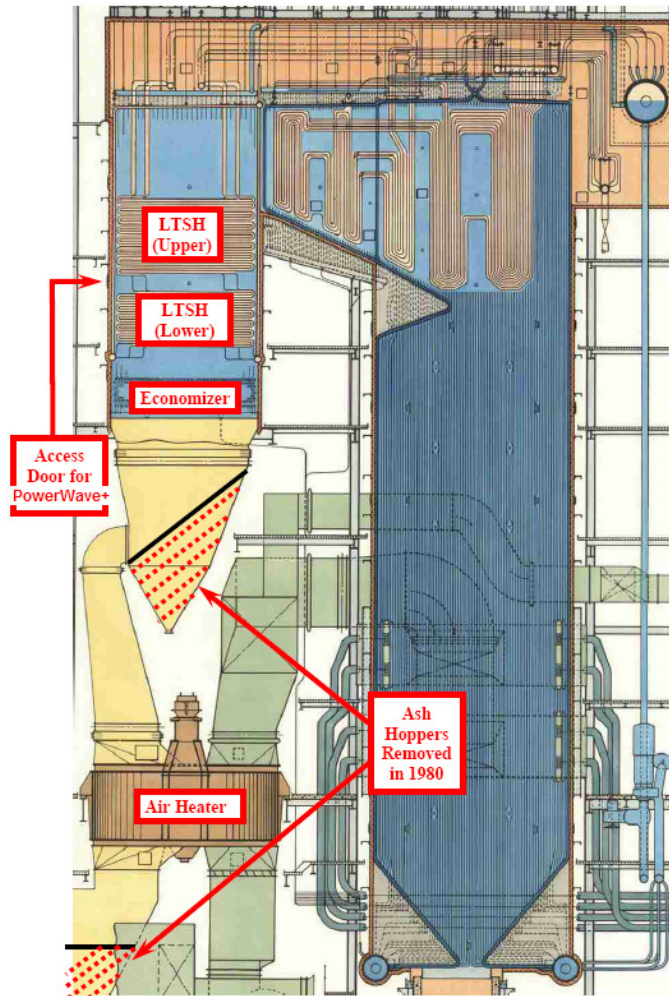 LTSH
(Upper)
LTSH
(Lower)
Economizer
Access
Door for
PowerWave+
Ash
Hoppers
Removed
in 1980
Air Heater